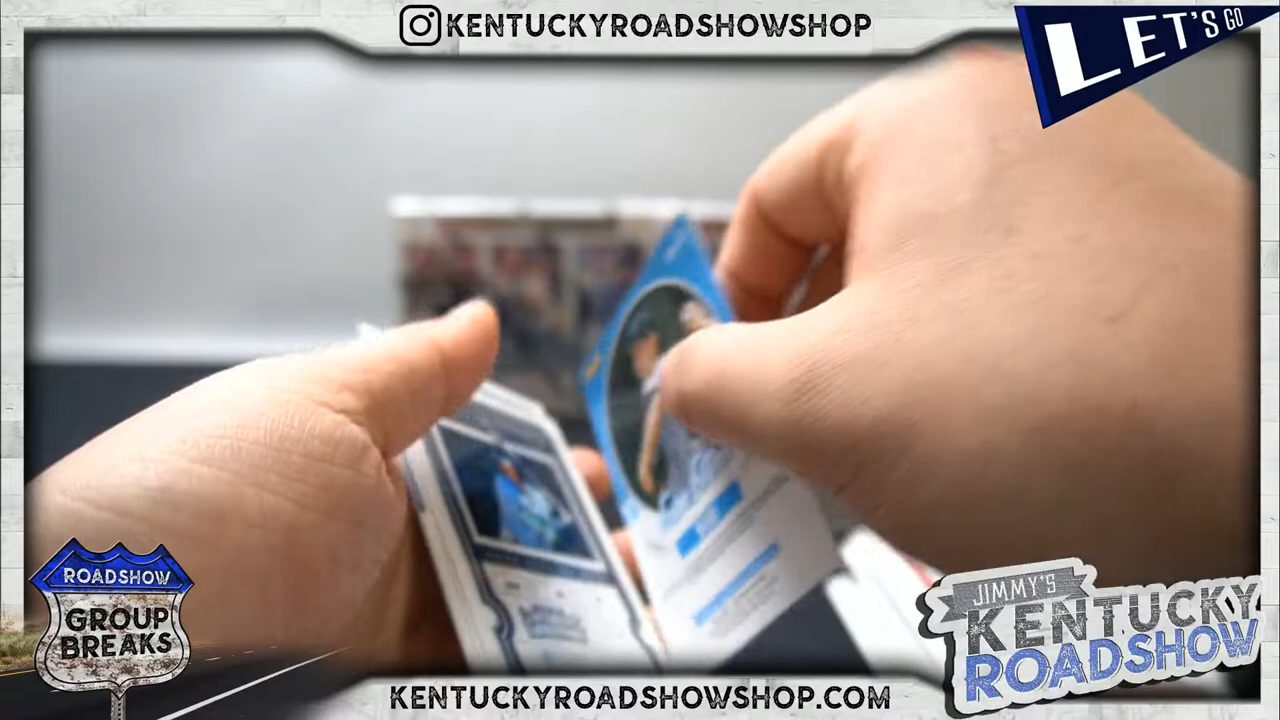 KENTUCKYROADSHOWSHOP
LET'S GO
ROADSHOW
GROUP
BREAKS
JIMMY'S
KENTUCKY
ROADSHOW
KENTUCKYROADSHOWSHOP.COM